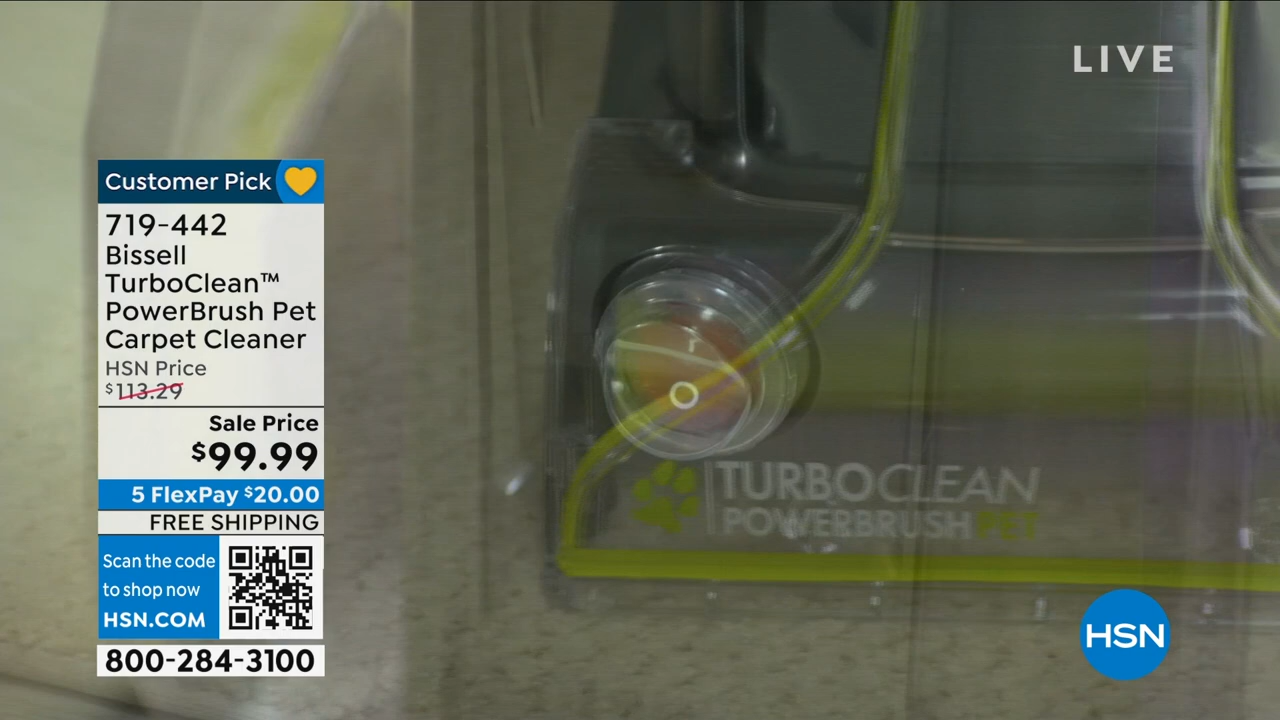 LIVE
Customer Pick
719-442
Bissell
TurboClean™
PowerBrush Pet
Carpet Cleaner
HSN Price
$113.29
Sale Price
$99.99
5 FlexPay $20.00
FREE SHIPPING
Scan the code
to shop now
HSN.COM
800-284-3100
TURBOCLEAN
POWERBRUSH PET
HSN